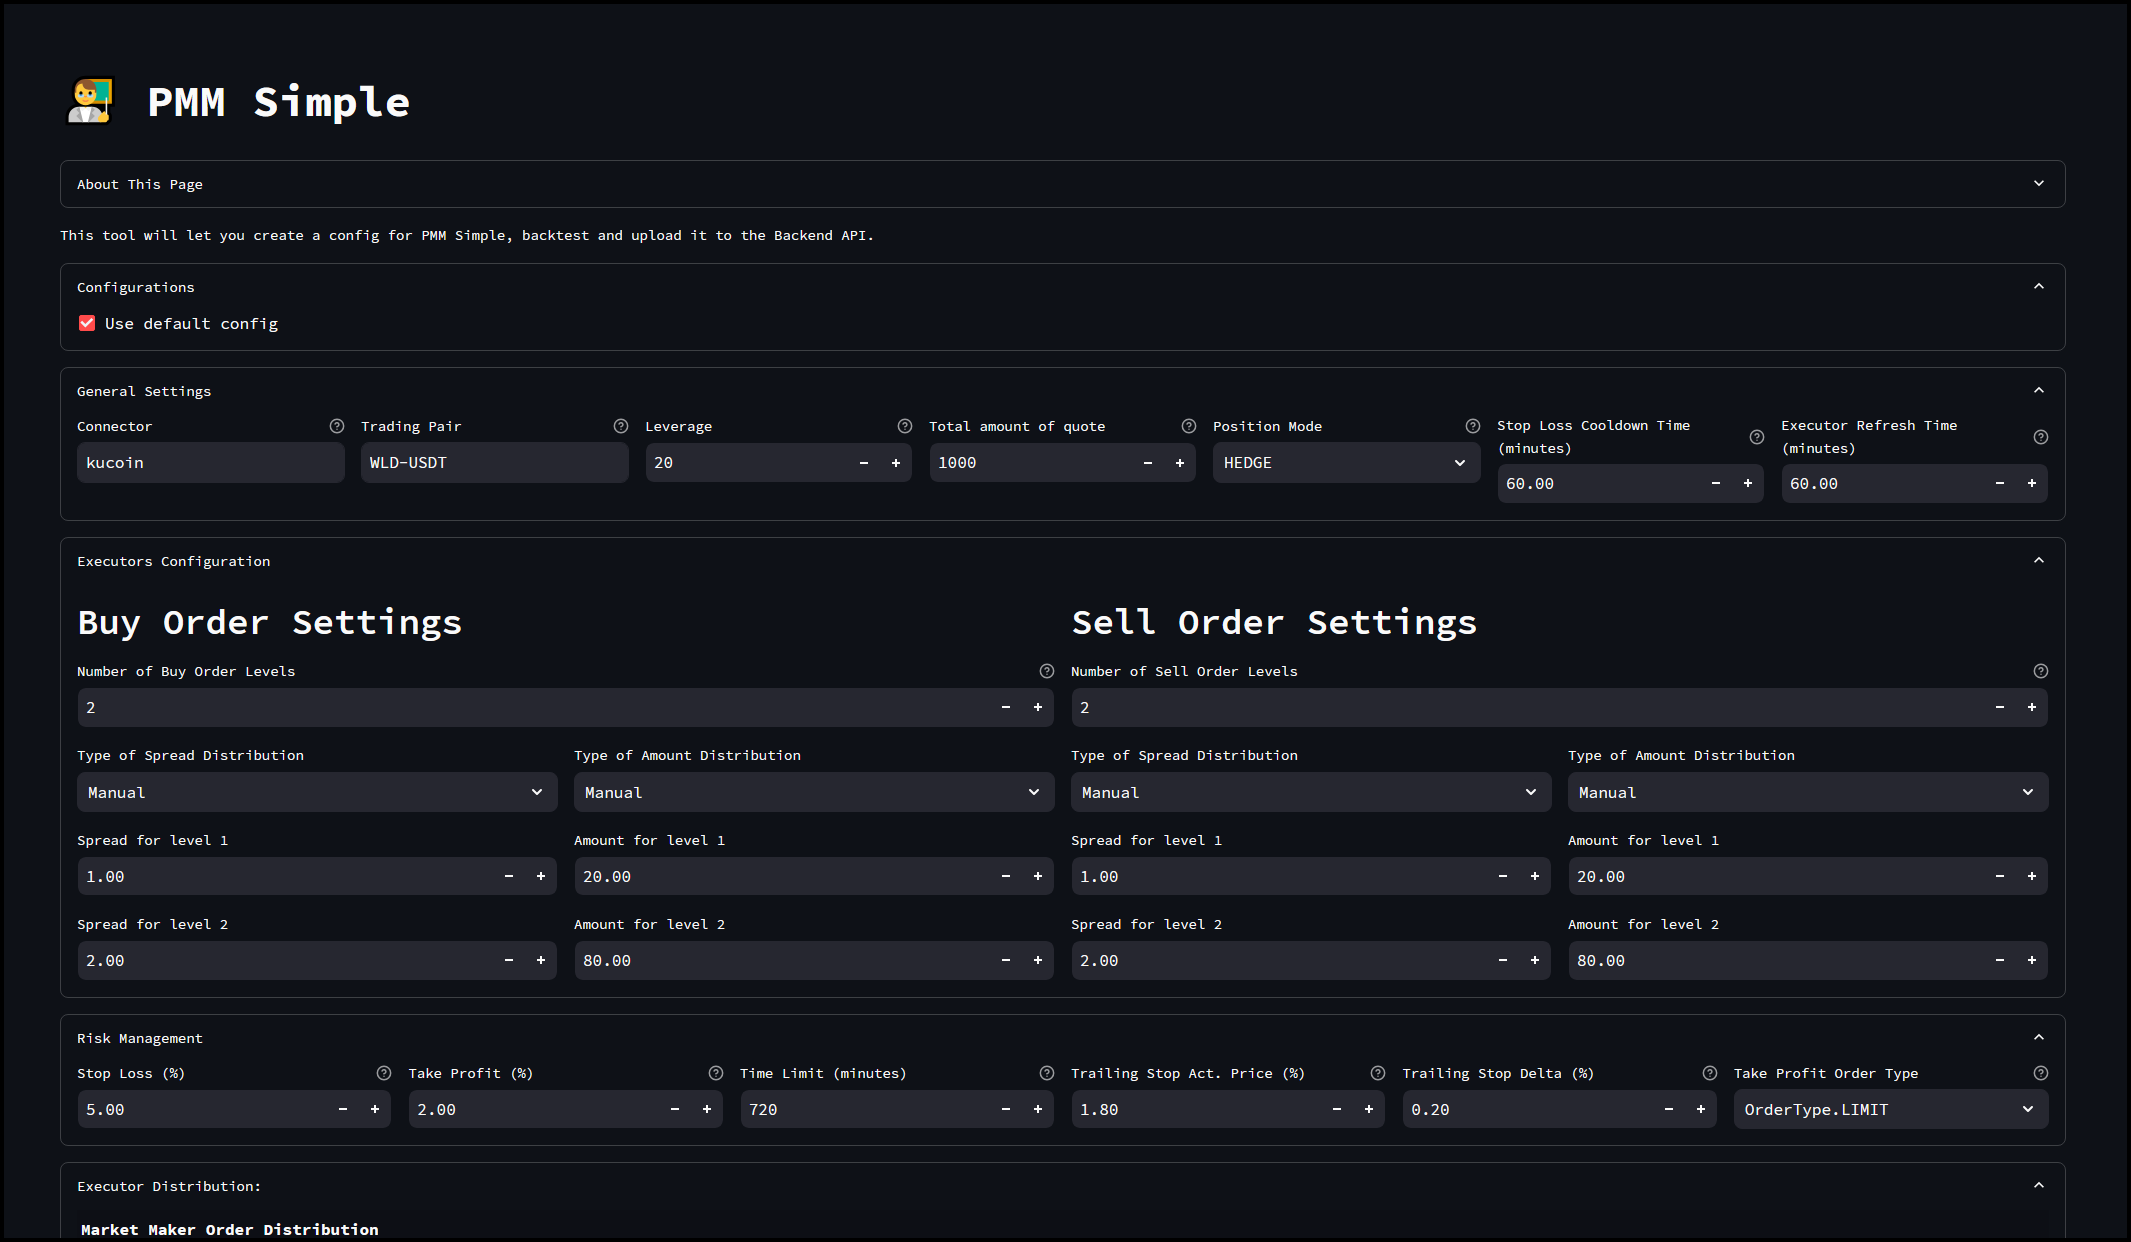 PMM Simple
About This Page
This tool will let you create a config for PMM Simple, backtest and upload it to the Backend API.
Configurations
Use default config
General Settings
Connector
kucoin
Trading Pair
WLD-USDT
Leverage
20
Total amount of quote
1000
Position Mode
HEDGE
Stop Loss Cooldown Time
(minutes)
60.00
Executor Refresh Time
(minutes)
60.00
Executors Configuration
Buy Order Settings
Number of Buy Order Levels
2
Type of Spread Distribution
Manual
Type of Amount Distribution
Manual
Spread for level 1
1.00
Amount for level 1
20.00
Spread for level 2
2.00
Amount for level 2
80.00
Sell Order Settings
Number of Sell Order Levels
2
Type of Spread Distribution
Manual
Type of Amount Distribution
Manual
Spread for level 1
1.00
Amount for level 1
20.00
Spread for level 2
2.00
Amount for level 2
80.00
Risk Management
Stop Loss (%)
5.00
Take Profit (%)
2.00
Time Limit (minutes)
720
Trailing Stop Act. Price (%)
1.80
Trailing Stop Delta (%)
0.20
Take Profit Order Type
OrderType.LIMIT
Executor Distribution:
Market Maker Order Distribution